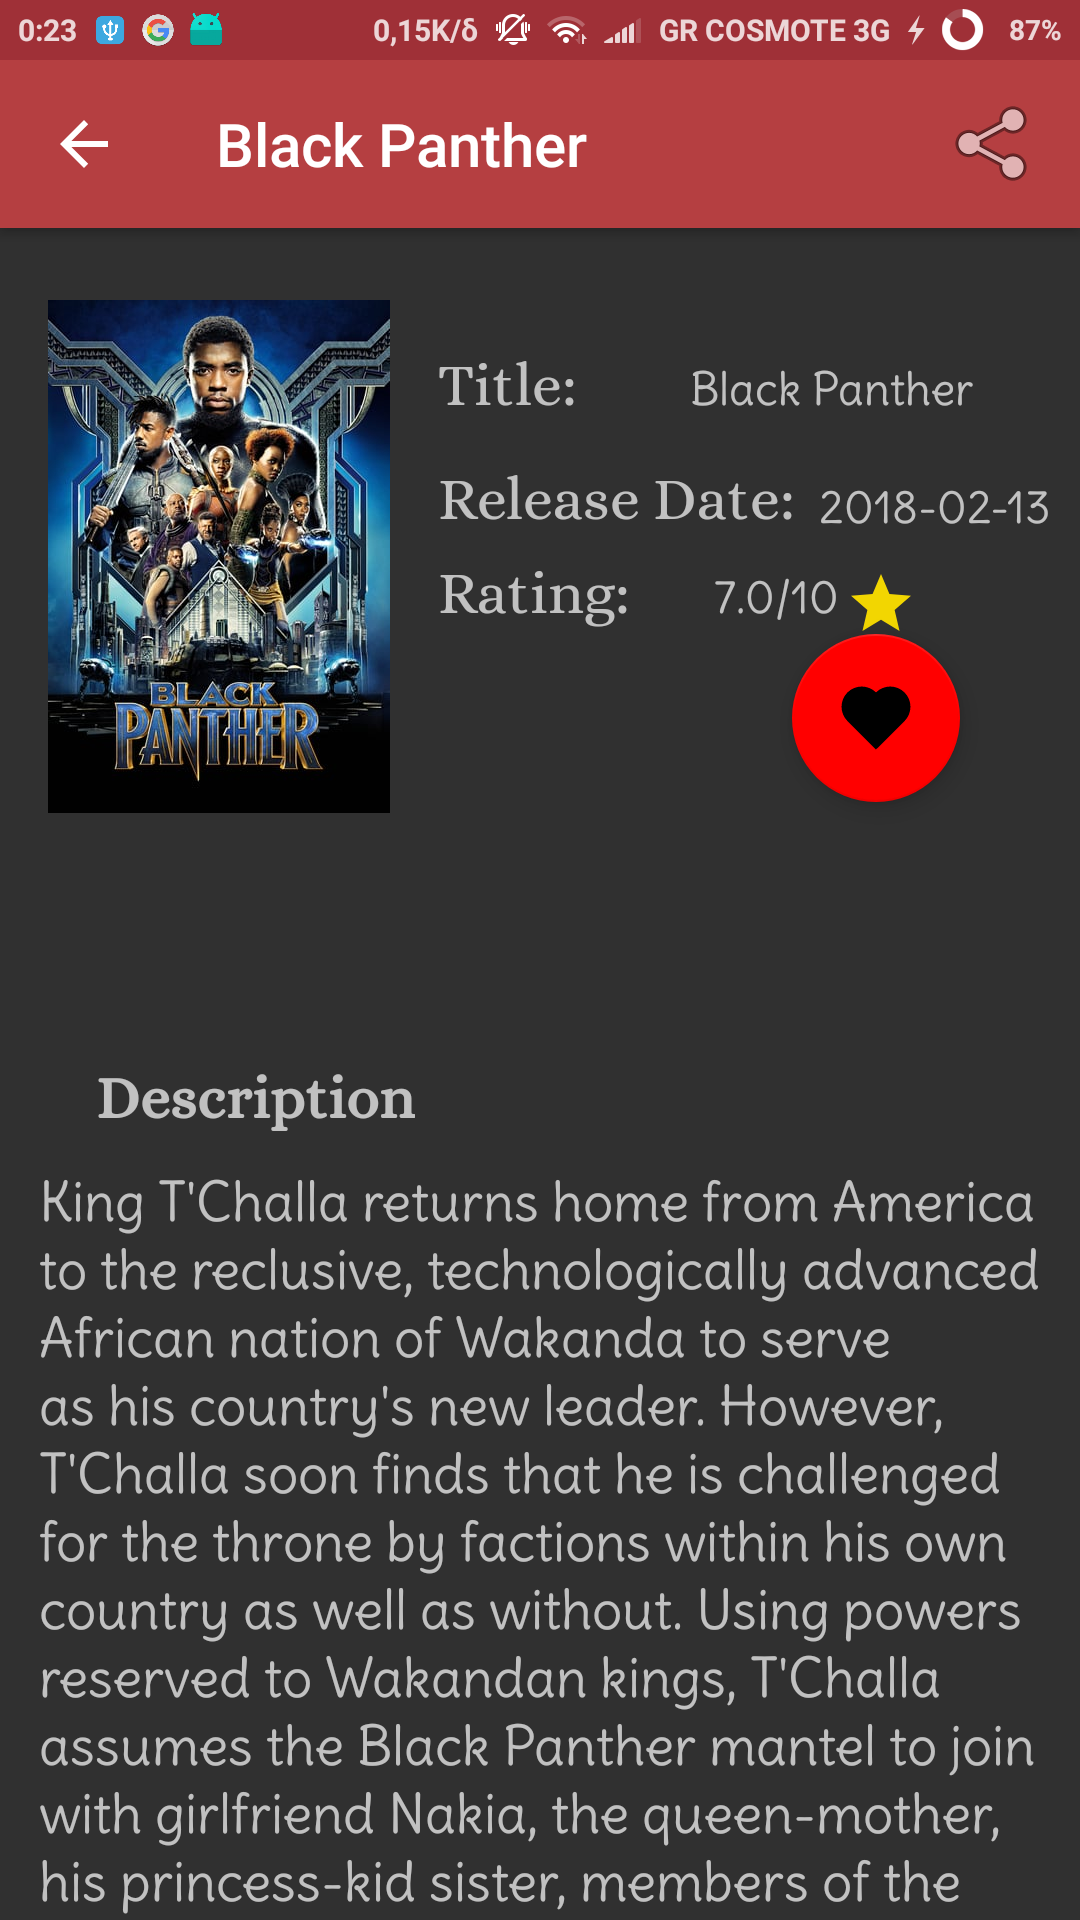 0:23 0,15K/δ GR COSMOTE 3G 87%
Black Panther
Title: Black Panther
Release Date: 2018-02-13
Rating: 7.0/10
BLACK
PANTHER
Description
King T'Challa returns home from America
to the reclusive, technologically advanced
African nation of Wakanda to serve
as his country's new leader. However,
T'Challa soon finds that he is challenged
for the throne by factions within his own
country as well as without. Using powers
reserved to Wakandan kings, T'Challa
assumes the Black Panther mantel to join
with girlfriend Nakia, the queen-mother,
his princess-kid sister, members of the